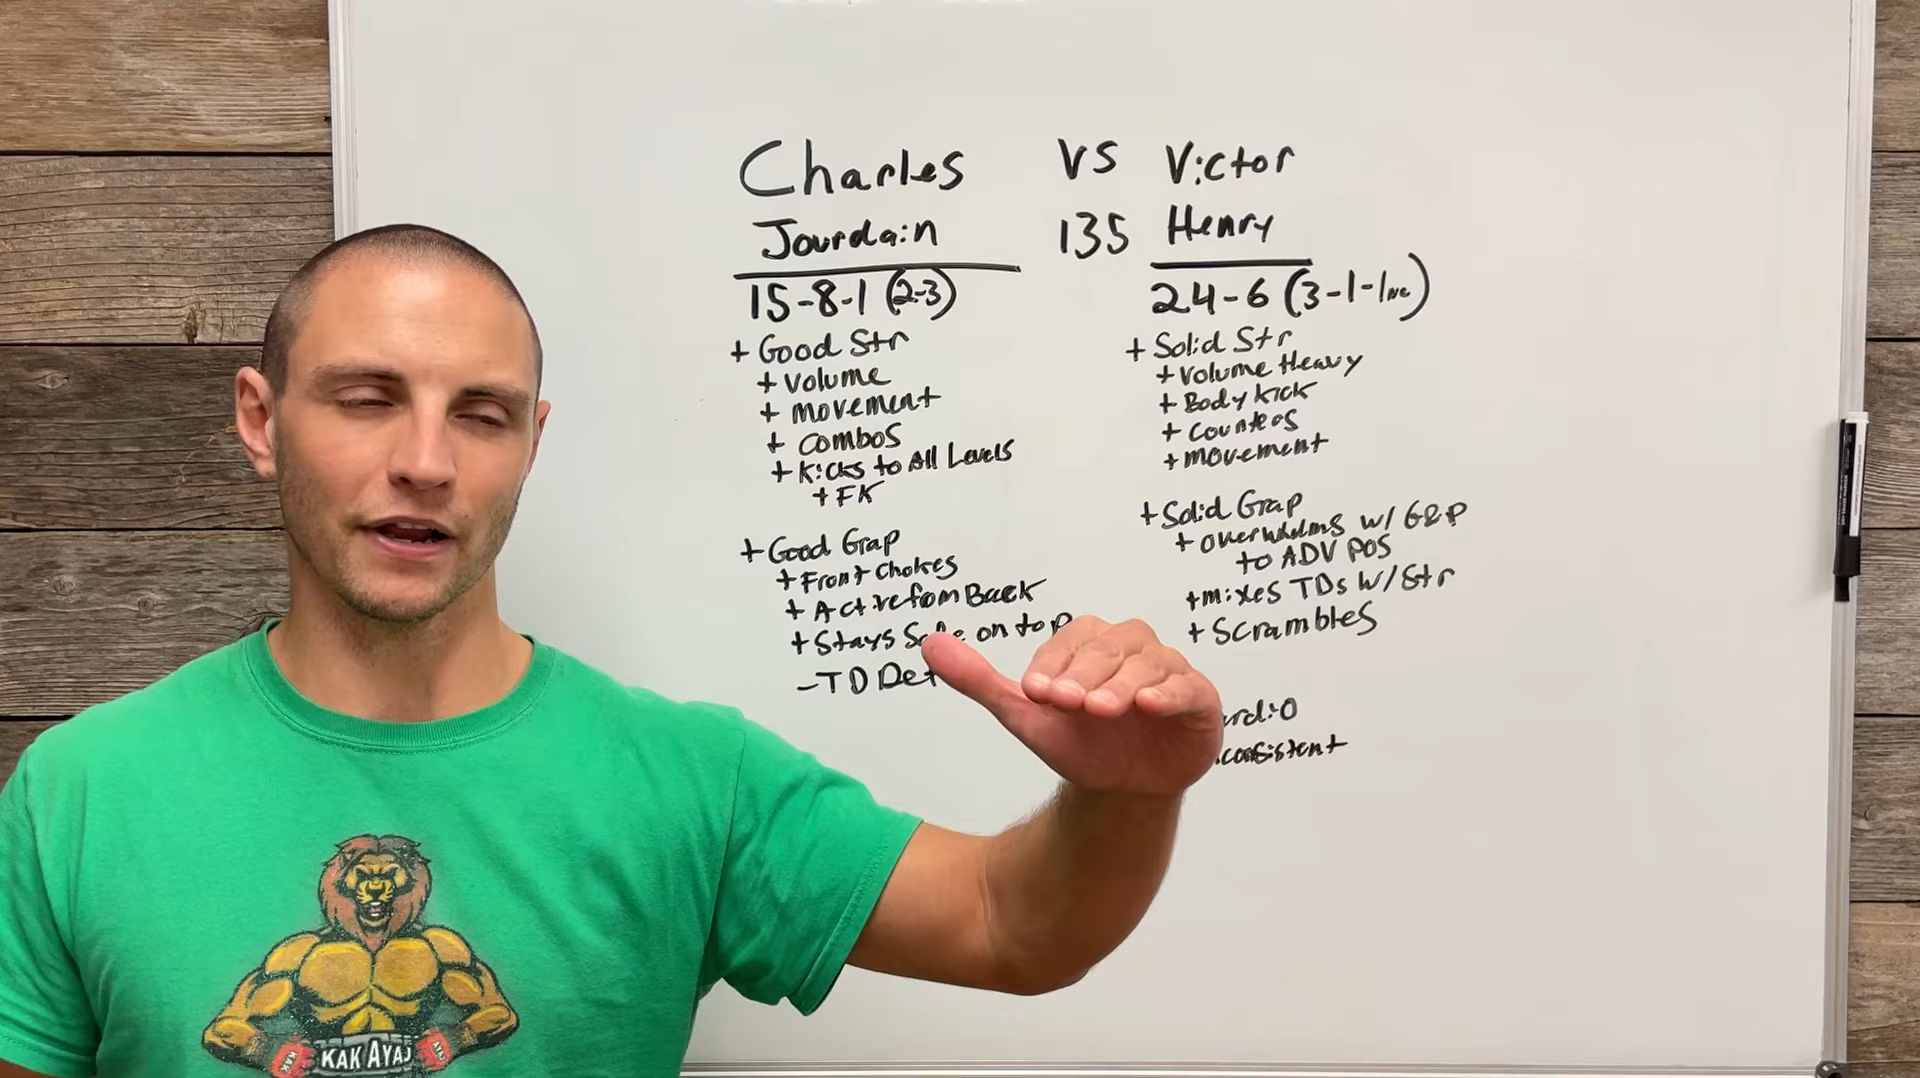 Charles VS Victor
Jourdain 135 Henry
15-8-1 (2-3)
+ Good Str
+ Volume
+ movement
+ combos
+ Kicks to All Levels
+ FK
+ Good Grap
+ Front Chokes
+ Active from Back
+ Stays Safe on top
- TD Def
24-6 (3-1-1NC)
+ Solid Str
+ Volume Heavy
+ Body kick
+ Counters
+ movement
+ Solid Grap
+ overwhelms w/ G&P
to ADV POS
+ mixes TDs w/ Str
+ Scrambles
KAK AYAJ
KAK
AYAJ